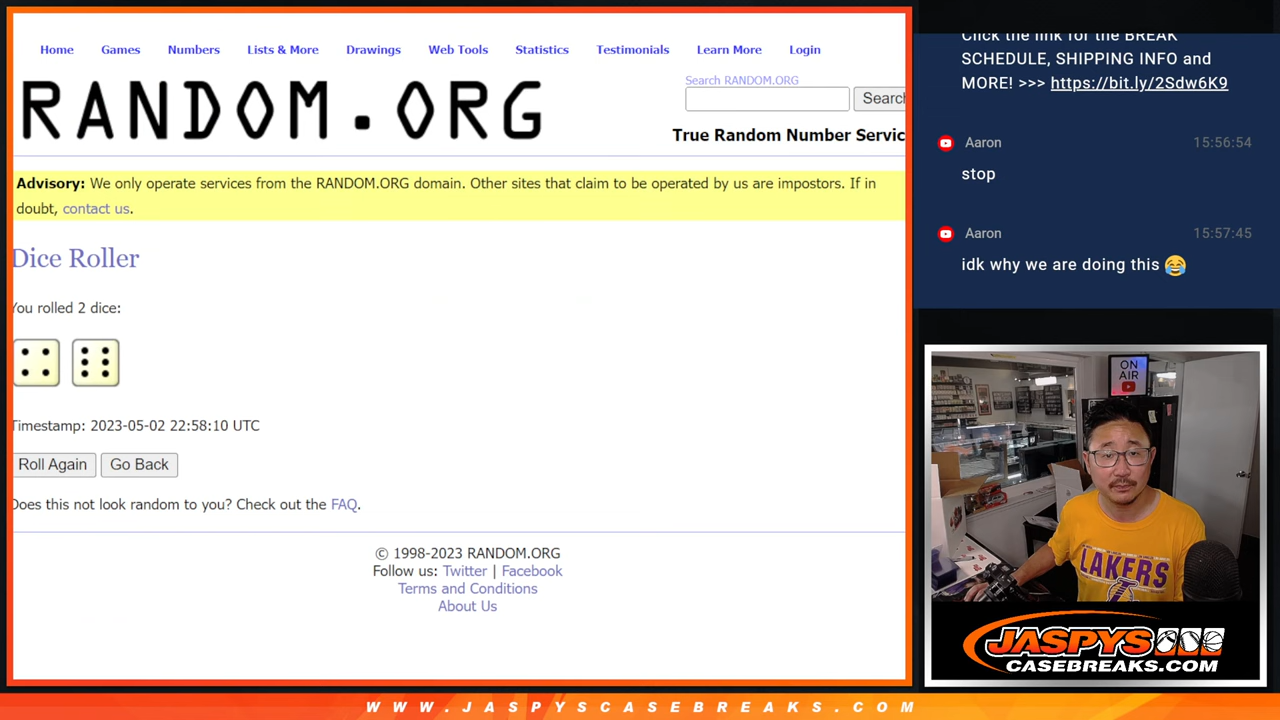 Home Games Numbers Lists & More Drawings Web Tools Statistics Testimonials Learn More Login
RANDOM.ORG
Search RANDOM.ORG
Search
True Random Number Servic
Advisory: We only operate services from the RANDOM.ORG domain. Other sites that claim to be operated by us are impostors. If in
doubt, contact us.
Dice Roller
You rolled 2 dice:
Timestamp: 2023-05-02 22:58:10 UTC
Roll Again Go Back
Does this not look random to you? Check out the FAQ.
© 1998-2023 RANDOM.ORG
Follow us: Twitter | Facebook
Terms and Conditions
About Us
Click the link for the BREAK
SCHEDULE, SHIPPING INFO and
MORE! >>> https://bit.ly/2Sdw6K9
Aaron 15:56:54
stop
Aaron 15:57:45
idk why we are doing this 😂
ON
AIR
LAKERS
JASPYS
CASEBREAKS.COM
WWW.JASPYSCASEBREAKS.COM